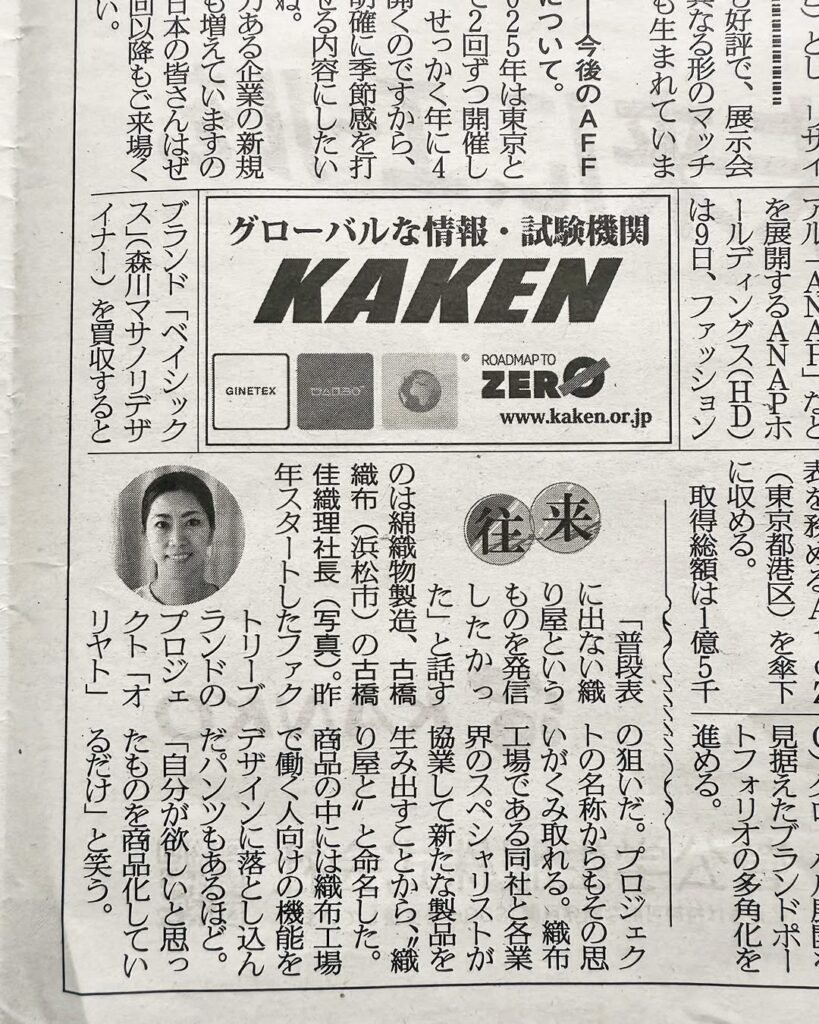 も好評で、展示会
異なる形のマッチ
も生まれていま
――今後のAFF
について。
025年は東京と
で2回ずつ開催し
せっかく年に4
開くのですから、
明確に季節感を打
せる内容にしたい
ね。
力ある企業の新規
も増えていますの
日本の皆さんはぜ
回以降もご来場く
い。
アル「ANAP」など
を展開するANAPホ
ールディングス(HD)
は9日、ファッション
グローバルな情報・試験機関
KAKEN
GINETEX
ROADMAP TO
ZERO
www.kaken.or.jp
ブランド「ベイシック
ス」(森川マサノリデザ
イナー）を買収すると
表を務める
（東京都港区）を傘下
に収める。
取得総額は1億5千
見据えたブランドポー
トフォリオの多角化を
進める。
往来
「普段表
に出ない織
り屋という
ものを発信
したかっ
た」と話す
のは綿織物製造、古橋
織布（浜松市）の古橋
佳織理社長（写真）。昨
年スタートしたファク
トリーブ
ランドの
プロジェ
クト「オ
リヤト」
の狙いだ。プロジェク
トの名称からもその思
いがくみ取れる。織布
工場である同社と各業
界のスペシャリストが
協業して新たな製品を
生み出すことから、〝織
り屋と〟と命名した。
商品の中には織布工場
で働く人向けの機能を
デザインに落とし込ん
だパンツもあるほど。
「自分が欲しいと思っ
たものを商品化してい
るだけ」と笑う。